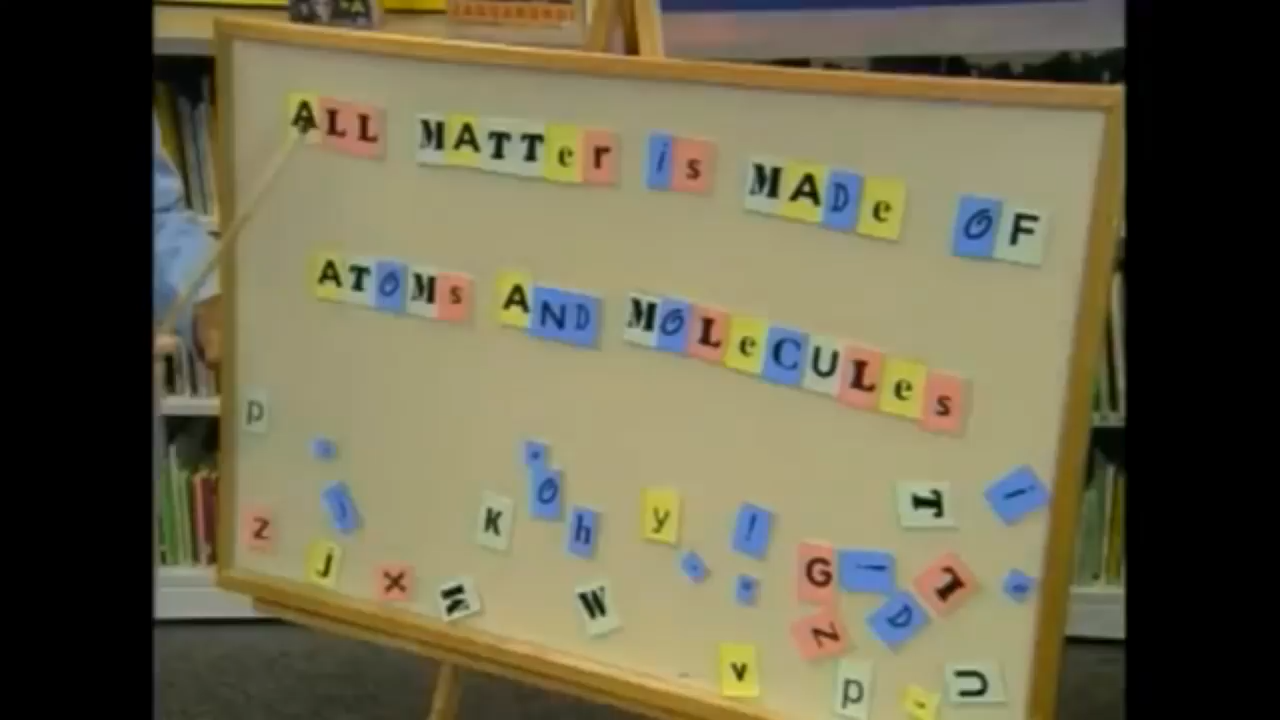 ALL MATTer is MADe OF
ATOMs AND MOLeCULes
p
O
K
h
y
!
T
G
T
Z
j
x
K
W
D
Z
v
p
U